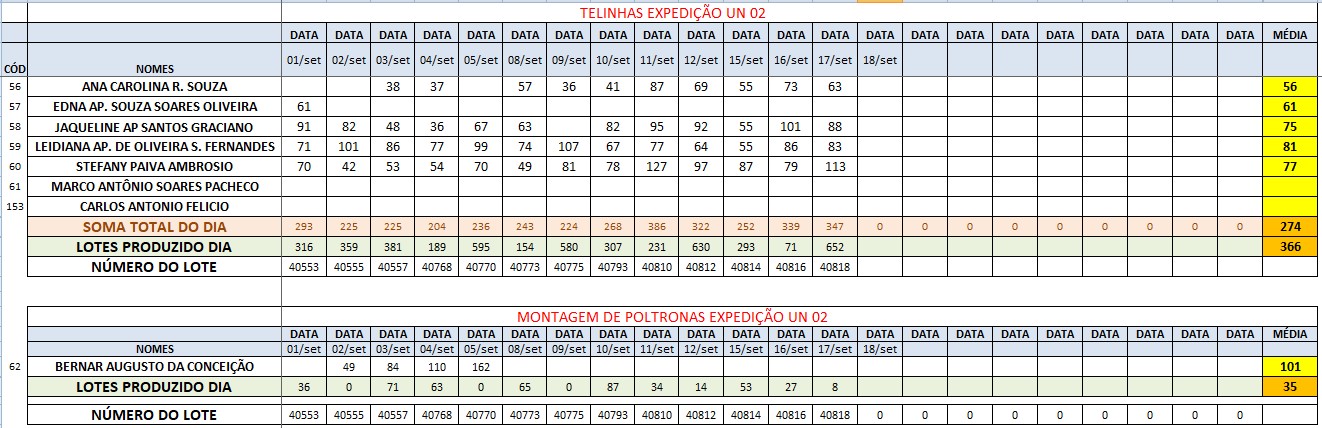 TELINHAS EXPEDIÇÃO UN 02
DATA DATA DATA DATA DATA DATA DATA DATA DATA DATA DATA DATA DATA DATA DATA DATA DATA DATA DATA DATA DATA DATA MÉDIA
CÓD NOMES 01/set 02/set 03/set 04/set 05/set 08/set 09/set 10/set 11/set 12/set 15/set 16/set 17/set 18/set
56 ANA CAROLINA R. SOUZA 38 37 57 36 41 87 69 55 73 63 56
57 EDNA AP. SOUZA SOARES OLIVEIRA 61 61
58 JAQUELINE AP SANTOS GRACIANO 91 82 48 36 67 63 82 95 92 55 101 88 75
59 LEIDIANA AP. DE OLIVEIRA S. FERNANDES 71 101 86 77 99 74 107 67 77 64 55 86 83 81
60 STEFANY PAIVA AMBROSIO 70 42 53 54 70 49 81 78 127 97 87 79 113 77
61 MARCO ANTÔNIO SOARES PACHECO
153 CARLOS ANTONIO FELICIO
SOMA TOTAL DO DIA 293 225 225 204 236 243 224 268 386 322 252 339 347 0 0 0 0 0 0 0 0 0 274
LOTES PRODUZIDO DIA 316 359 381 189 595 154 580 307 231 630 293 71 652 366
NÚMERO DO LOTE 40553 40555 40557 40768 40770 40773 40775 40793 40810 40812 40814 40816 40818
MONTAGEM DE POLTRONAS EXPEDIÇÃO UN 02
DATA DATA DATA DATA DATA DATA DATA DATA DATA DATA DATA DATA DATA DATA DATA DATA DATA DATA DATA DATA DATA DATA MÉDIA
NOMES 01/set 02/set 03/set 04/set 05/set 08/set 09/set 10/set 11/set 12/set 15/set 16/set 17/set 18/set
62 BERNAR AUGUSTO DA CONCEIÇÃO 49 84 110 162 101
LOTES PRODUZIDO DIA 36 0 71 63 0 65 0 87 34 14 53 27 8 35
NÚMERO DO LOTE 40553 40555 40557 40768 40770 40773 40775 40793 40810 40812 40814 40816 40818 0 0 0 0 0 0 0 0 0